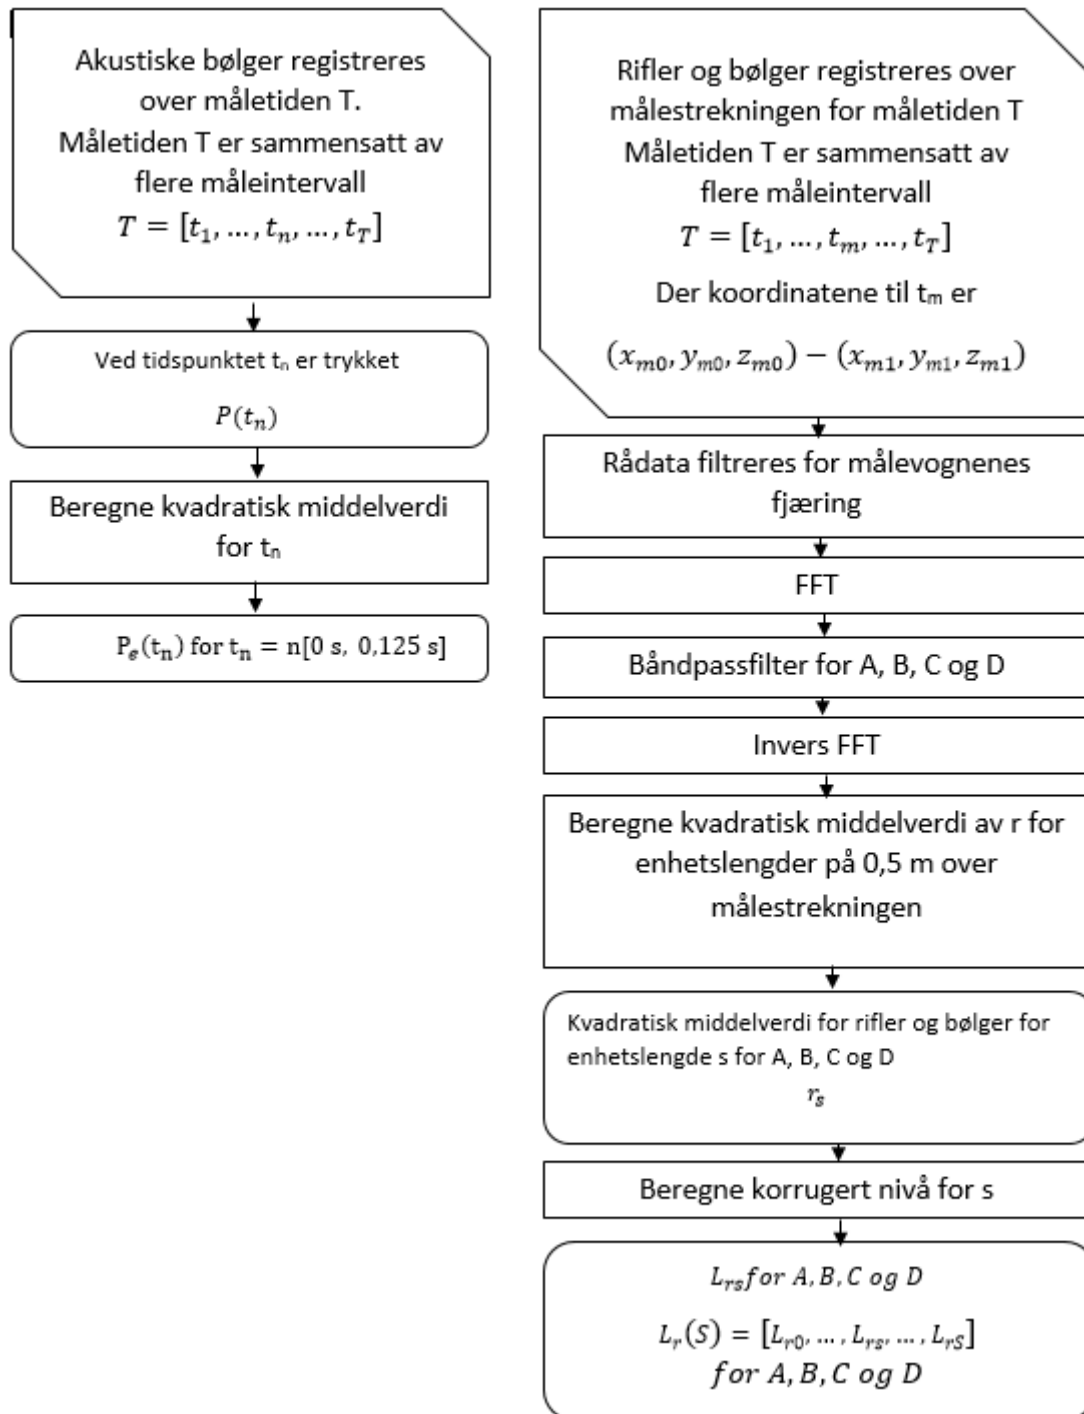 Akustiske bølger registreres
over måletiden T.
Måletiden T er sammensatt av
flere måleintervall
T = [t₁, …, tₙ, …, t_T]
Ved tidspunktet tₙ er trykket
P(tₙ)
Beregne kvadratisk middelverdi
for tₙ
Pₑ(tₙ) for tₙ = n[0 s, 0,125 s]
Rifler og bølger registreres over
målestrekningen for måletiden T
Måletiden T er sammensatt av
flere måleintervall
T = [t₁, …, tₘ, …, t_T]
Der koordinatene til tₘ er
(xₘ₀, yₘ₀, zₘ₀) − (xₘ₁, yₘ₁, zₘ₁)
Rådata filtreres for målevognenes
fjæring
FFT
Båndpassfilter for A, B, C og D
Invers FFT
Beregne kvadratisk middelverdi av r for
enhetslengder på 0,5 m over
målestrekningen
Kvadratisk middelverdi for rifler og bølger for
enhetslengde s for A, B, C og D
rₛ
Beregne korrugert nivå for s
Lᵣₛ for A, B, C og D
Lᵣ(S) = [Lᵣ₀, …, Lᵣₛ, …, L_rS]
for A, B, C og D